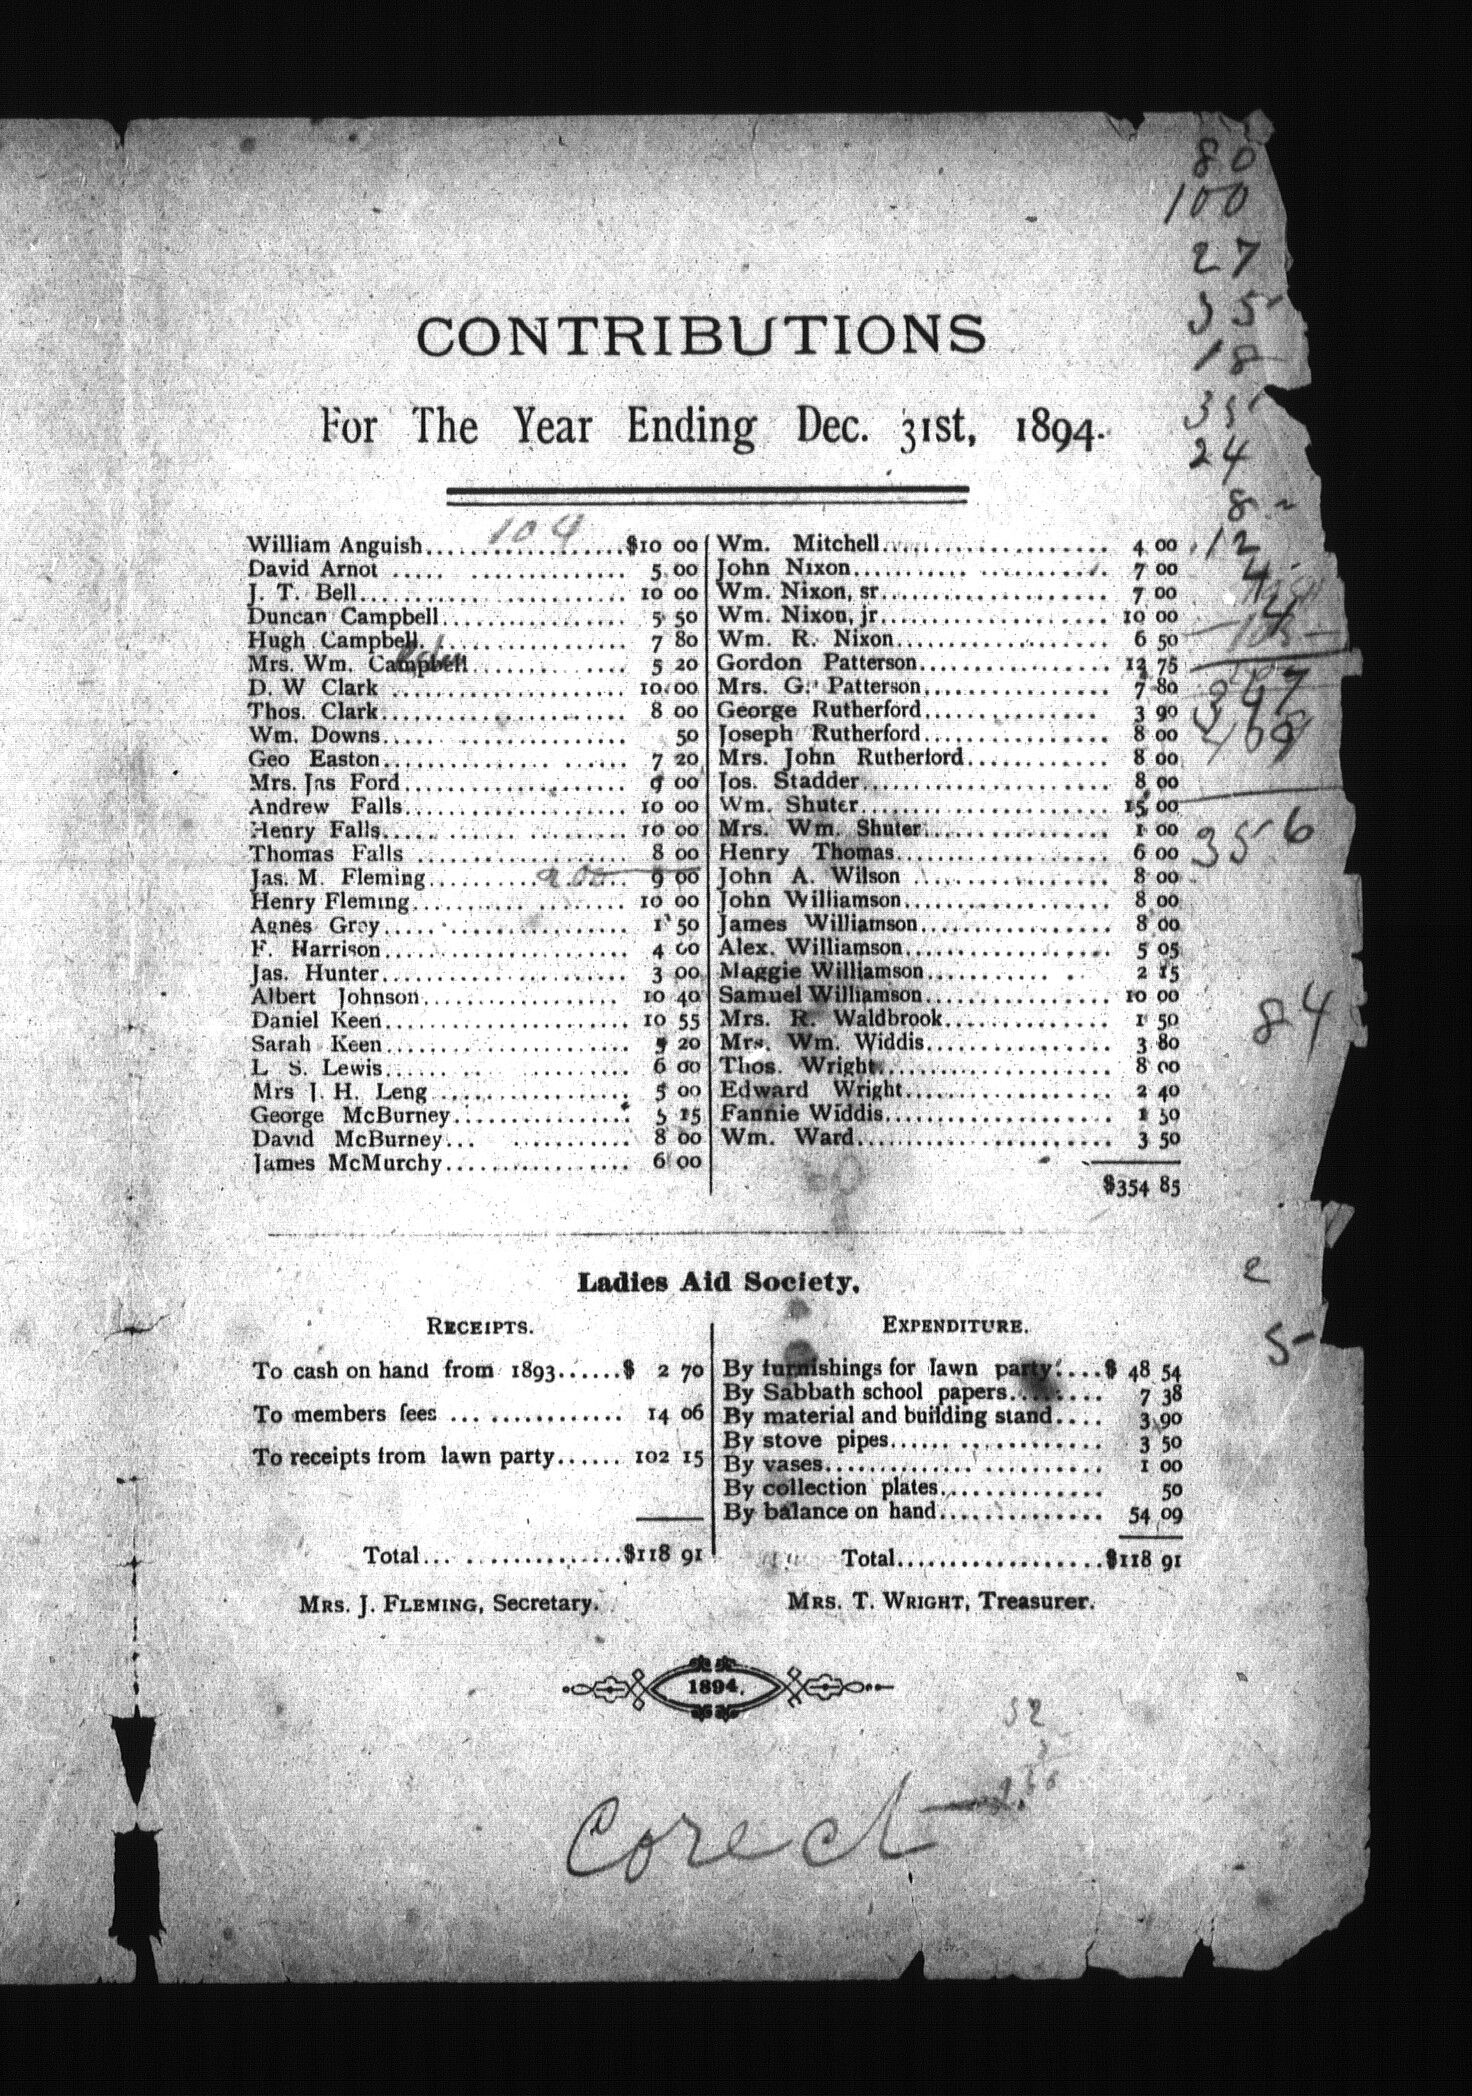 CONTRIBUTIONS
For The Year Ending Dec. 31st, 1894.
104
William Anguish....................$10 00
David Arnot ..... .............. 5 00
J. T. Bell............ ............ 10 00
Duncan Campbell.................... 5 50
Hugh Campbell..................... 7 80
Mrs. Wm. Campbell................ 5 20
D. W Clark ....................... 10 00
Thos. Clark........................ 8 00
Wm. Downs...... ................ 50
Geo Easton.............. ....... 7 20
Mrs. Jas Ford...................... 9 00
Andrew Falls...................... 10 00
Henry Falls...... ................ 10 00
Thomas Falls ..................... 8 00
Jas. M. Fleming.......... 9.00 .... 9 00
Henry Fleming........... ......... 10 00
Agnes Grey..... .................. 1 50
F. Harrison........................ 4 00
Jas. Hunter........................ 3 00
Albert Johnson................... 10 40
Daniel Keen....................... 10 55
Sarah Keen........................ 5 20
L S. Lewis.......... ............. 6 00
Mrs J. H. Leng ................... 5 00
George McBurney................. 5 15
David McBurney... ............ 8 00
James McMurchy................. 6 00
Wm. Mitchell..................... 4 00
John Nixon........... ............ 7 00
Wm. Nixon, sr.................... 7 00
Wm. Nixon, jr.................... 10 00
Wm. R. Nixon................... 6 50
Gordon Patterson................. 12 75
Mrs. G. Patterson................. 7 80
George Rutherford............... 3 90
Joseph Rutherford................ 8 00
Mrs. John Rutherford........... 8 00
Jos. Stadder....................... 8 00
Wm. Shuter....................... 15 00
Mrs. Wm. Shuter................. 1 00
Henry Thomas.................... 6 00
John A. Wilson .................. 8 00
John Williamson.................. 8 00
James Williamson................. 8 00
Alex. Williamson.................. 5 05
Maggie Williamson........... . 2 15
Samuel Williamson................ 10 00
Mrs. R. Waldbrook............... 1 50
Mrs. Wm. Widdis................ 3 80
Thos. Wright..................... 8 00
Edward Wright................... 2 40
Fannie Widdis..................... 1 50
Wm. Ward....................... 3 50
$354 85
80
100
27
35
18
35
24
8
12
4
4
347
356
84
2
5
Ladies Aid Society.
RECEIPTS.
To cash on hand from 1893......$ 2 70
To members fees ... ............ 14 06
To receipts from lawn party...... 102 15
Total... ..............$118 91
EXPENDITURE.
By furnishings for lawn party....$ 48 54
By Sabbath school papers......... 7 38
By material and building stand.... 3 90
By stove pipes...... ............. 3 50
By vases.............. .......... 1 00
By collection plates............... 50
By balance on hand............... 54 09
Total..................$118 91
MRS. J. FLEMING, Secretary.
MRS. T. WRIGHT, Treasurer.
1894.
52
Corect